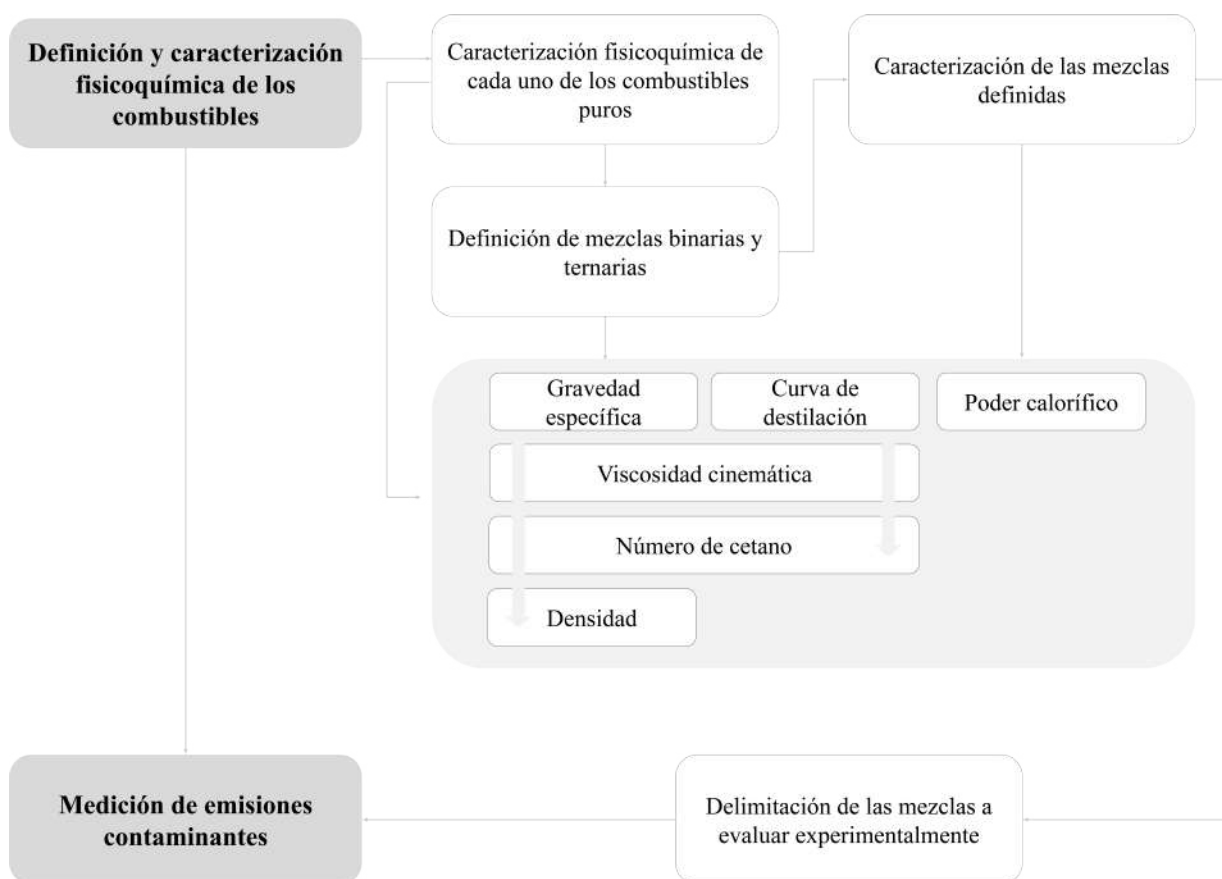 Definición y caracterización
fisicoquímica de los
combustibles
Caracterización fisicoquímica de
cada uno de los combustibles
puros
Caracterización de las mezclas
definidas
Definición de mezclas binarias y
ternarias
Gravedad
específica
Curva de
destilación
Poder calorífico
Viscosidad cinemática
Número de cetano
Densidad
Medición de emisiones
contaminantes
Delimitación de las mezclas a
evaluar experimentalmente